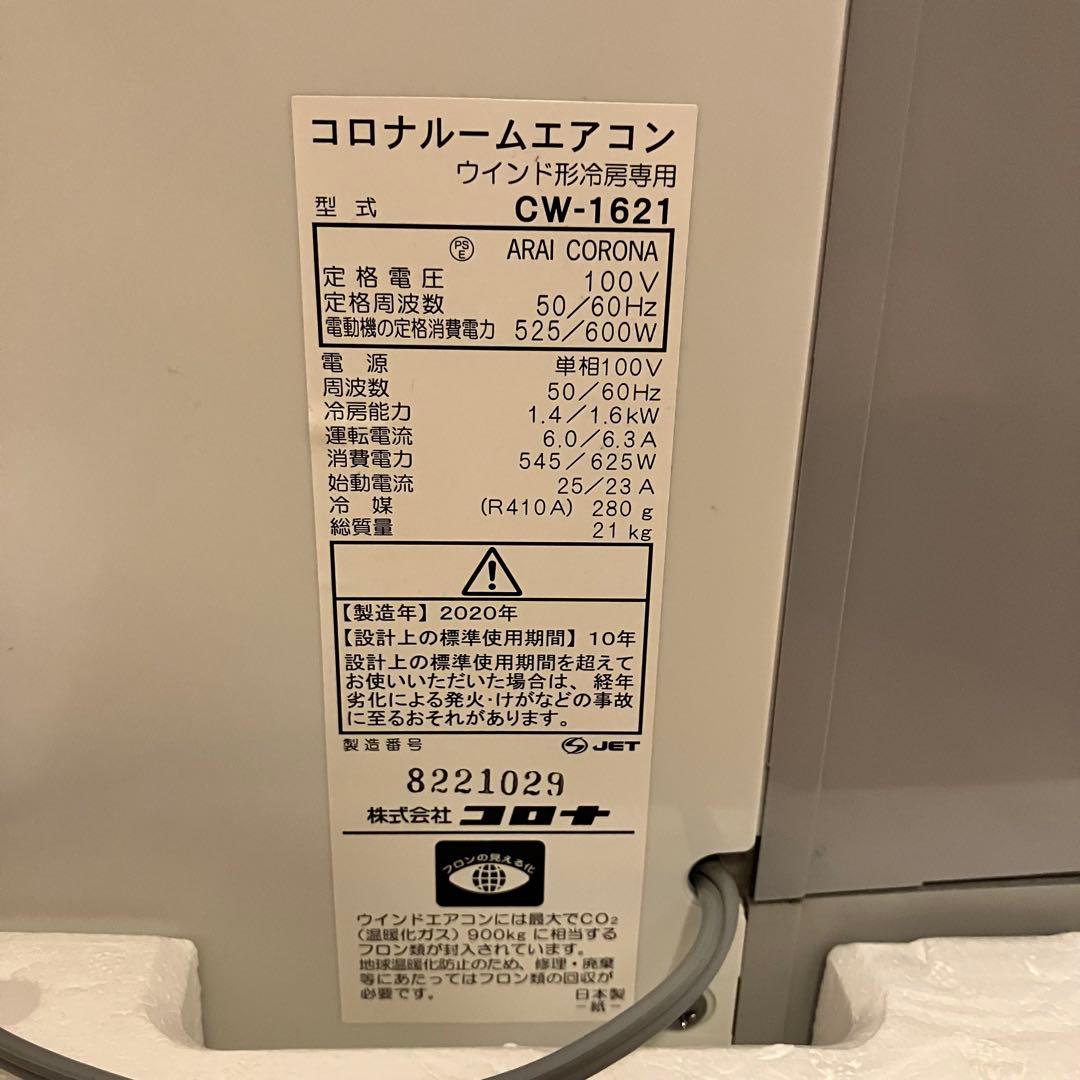 コロナルームエアコン
ウインド形冷房専用
型式 CW-1621
PSE ARAI CORONA
定格電圧 100V
定格周波数 50/60Hz
電動機の定格消費電力 525/600W
電源 単相100V
周波数 50/60Hz
冷房能力 1.4/1.6kW
運転電流 6.0/6.3A
消費電力 545/625W
始動電流 25/23A
冷媒 (R410A) 280g
総質量 21kg
【製造年】2020年
【設計上の標準使用期間】10年
設計上の標準使用期間を超えて
お使いいただいた場合は、経年
劣化による発火・けがなどの事故
に至るおそれがあります。
製造番号 JET
8221029
株式会社 コロナ
フロンの見える化
ウインドエアコンには最大でCO₂
(温暖化ガス)900kgに相当する
フロン類が封入されています。
地球温暖化防止のため、修理・廃棄
等にあたってはフロン類の回収が
必要です。 日本製
-紙-